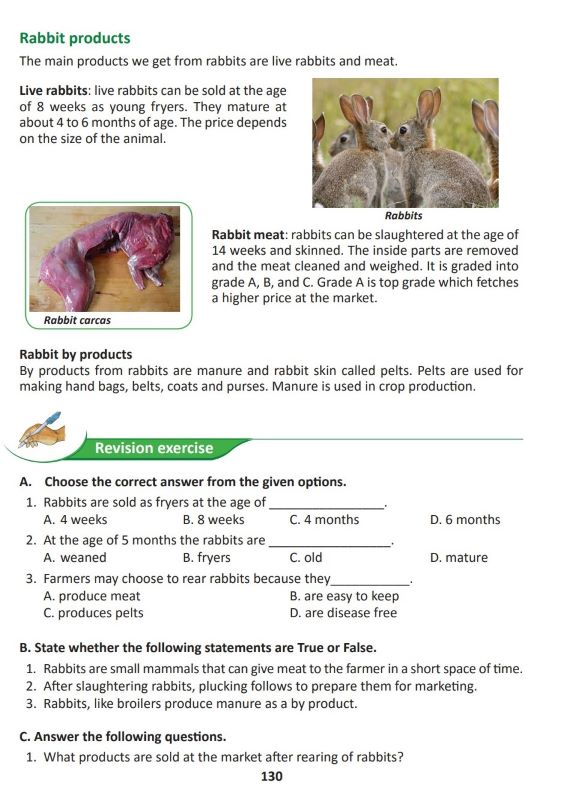 Rabbit products
The main products we get from rabbits are live rabbits and meat.
Live rabbits: live rabbits can be sold at the age
of 8 weeks as young fryers. They mature at
about 4 to 6 months of age. The price depends
on the size of the animal.
Rabbits
Rabbit meat: rabbits can be slaughtered at the age of
14 weeks and skinned. The inside parts are removed
and the meat cleaned and weighed. It is graded into
grade A, B, and C. Grade A is top grade which fetches
a higher price at the market.
Rabbit carcas
Rabbit by products
By products from rabbits are manure and rabbit skin called pelts. Pelts are used for
making hand bags, belts, coats and purses. Manure is used in crop production.
Revision exercise
A. Choose the correct answer from the given options.
1. Rabbits are sold as fryers at the age of ________________.
A. 4 weeks B. 8 weeks C. 4 months D. 6 months
2. At the age of 5 months the rabbits are _________________.
A. weaned B. fryers C. old D. mature
3. Farmers may choose to rear rabbits because they___________.
A. produce meat B. are easy to keep
C. produces pelts D. are disease free
B. State whether the following statements are True or False.
1. Rabbits are small mammals that can give meat to the farmer in a short space of time.
2. After slaughtering rabbits, plucking follows to prepare them for marketing.
3. Rabbits, like broilers produce manure as a by product.
C. Answer the following questions.
1. What products are sold at the market after rearing of rabbits?
130